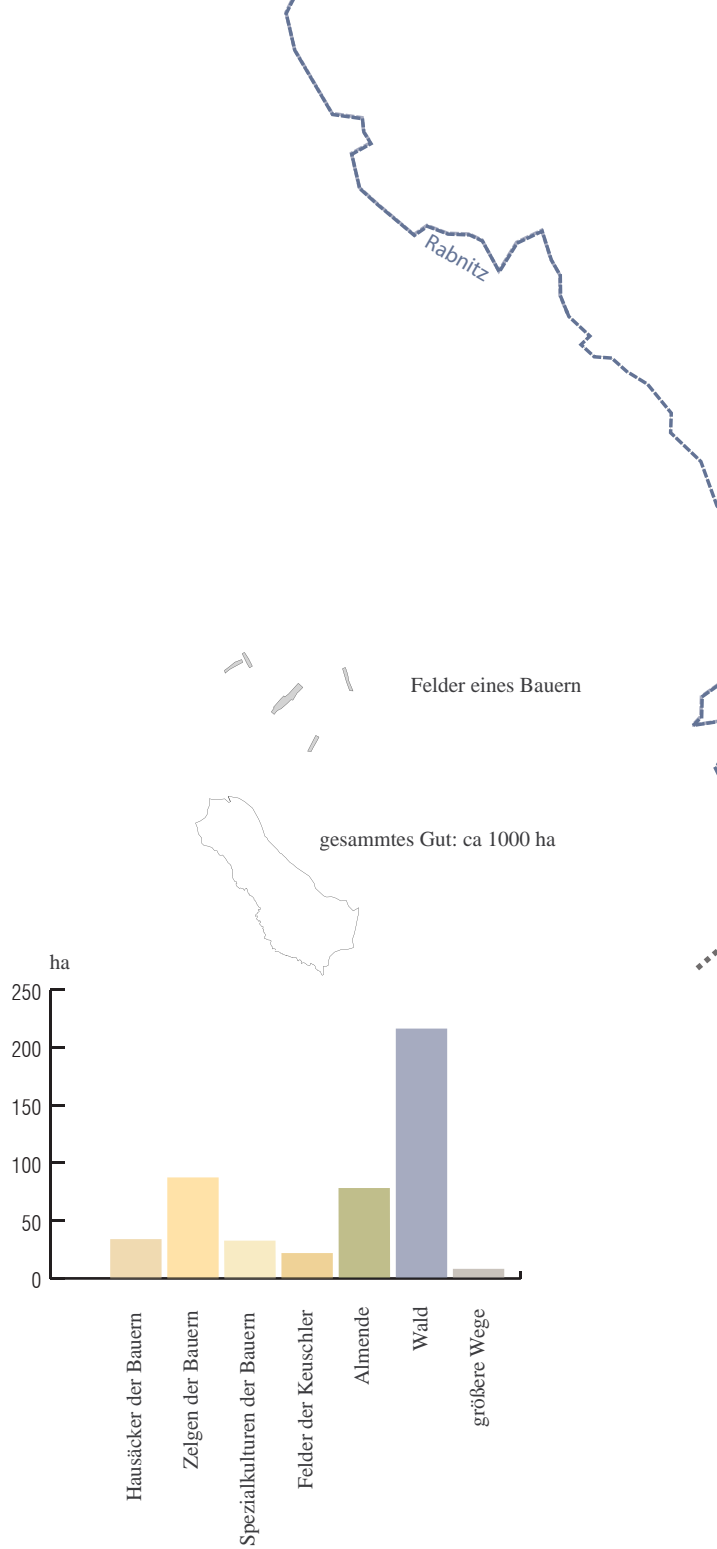 Rabnitz
Felder eines Bauern
gesammtes Gut: ca 1000 ha
ha
250
200
150
100
50
0
Hausäcker der Bauern
Zelgen der Bauern
Spezialkulturen der Bauern
Felder der Keuschler
Almende
Wald
größere Wege